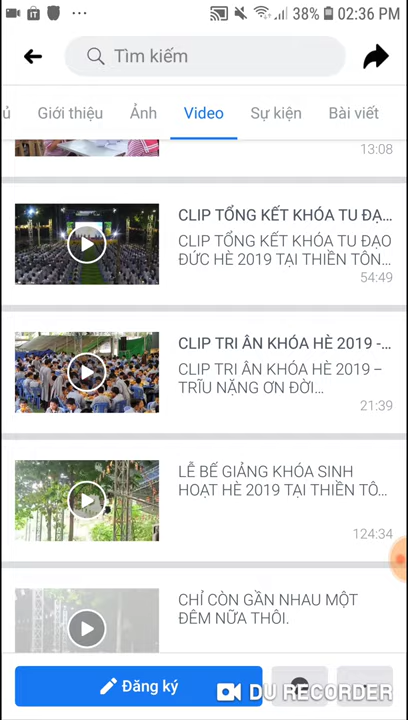 38% 02:36 PM
Tìm kiếm
ủ Giới thiệu Ảnh Video Sự kiện Bài viết
13:08
CLIP TỔNG KẾT KHÓA TU ĐẠ...
CLIP TỔNG KẾT KHÓA TU ĐẠO
ĐỨC HÈ 2019 TẠI THIỀN TÔN...
54:49
CLIP TRI ÂN KHÓA HÈ 2019 -...
CLIP TRI ÂN KHÓA HÈ 2019 –
TRĨU NẶNG ƠN ĐỜI...
21:39
LỄ BẾ GIẢNG KHÓA SINH
HOẠT HÈ 2019 TẠI THIỀN TÔ...
124:34
CHỈ CÒN GẦN NHAU MỘT
ĐÊM NỮA THÔI.
Đăng ký
DU RECORDER